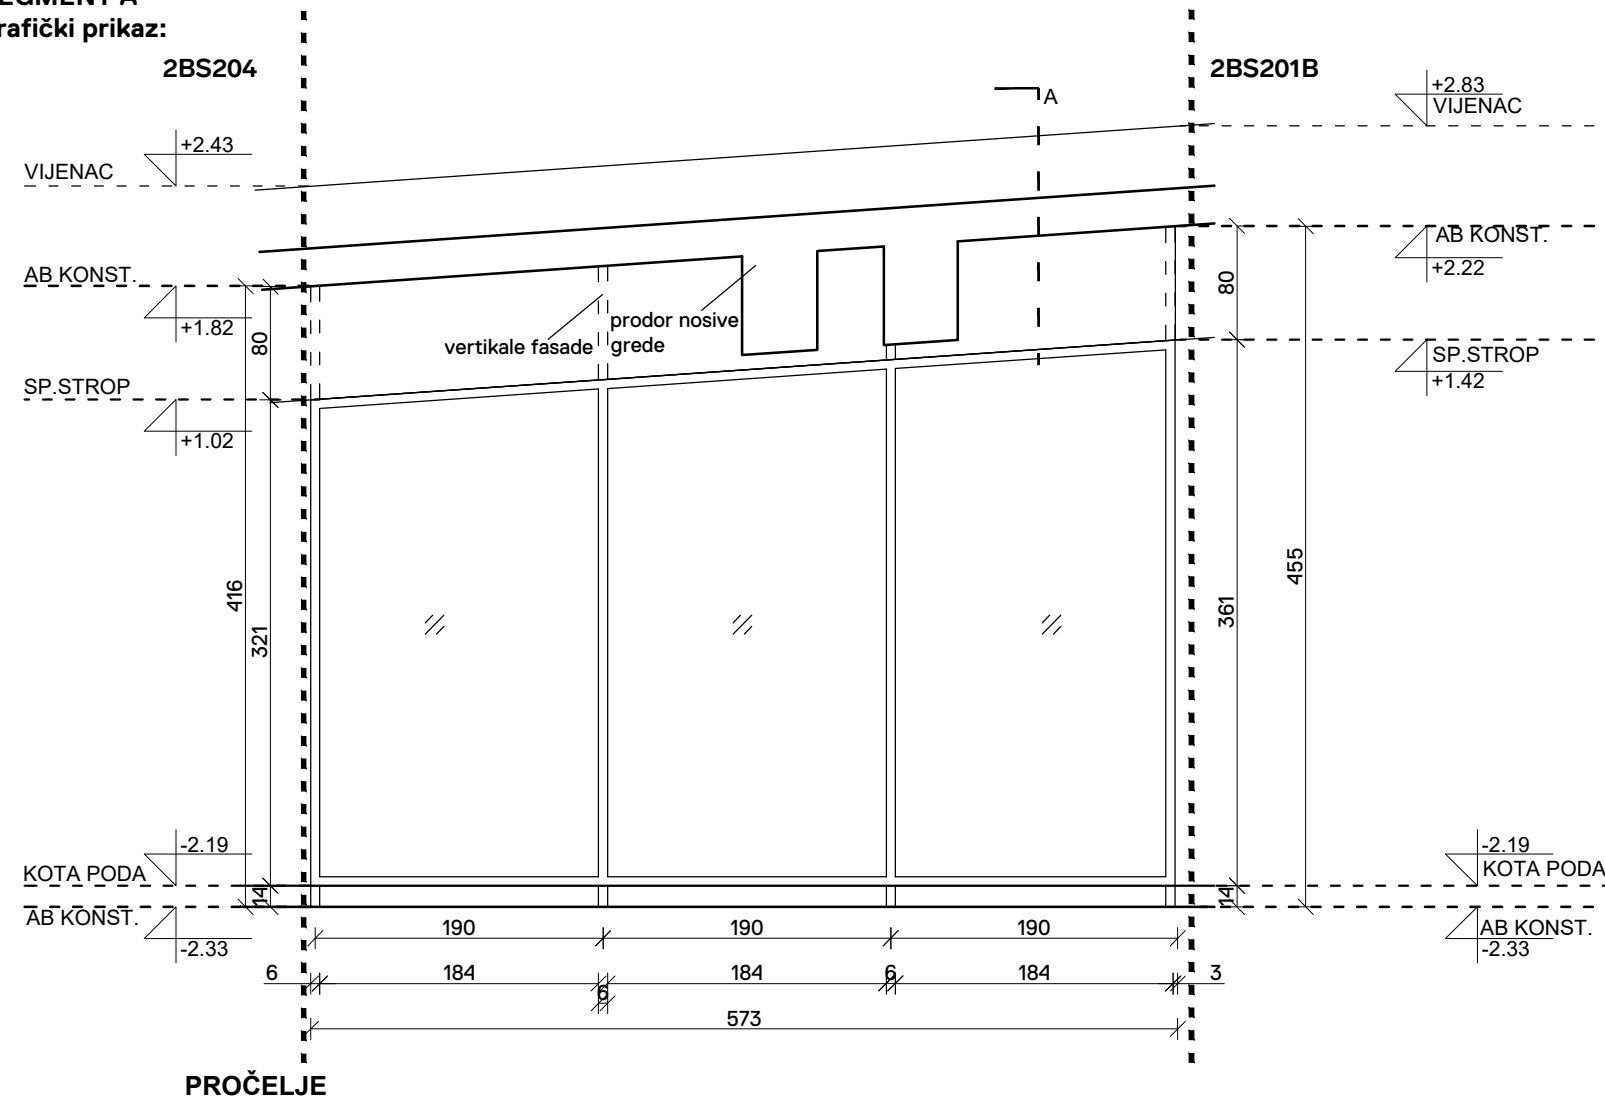 EGMENT A
rafički prikaz:
2BS204
2BS201B
A
+2.83
VIJENAC
+2.43
VIJENAC
AB KONST.
+2.22
AB KONST.
+1.82
80
80
prodor nosive
grede
vertikale fasade
SP.STROP
+1.42
SP.STROP
+1.02
416
321
361
455
-2.19
KOTA PODA
-2.19
KOTA PODA
14
14
AB KONST.
-2.33
AB KONST.
-2.33
190
190
190
6
184
184
6
184
3
6
573
PROČELJE